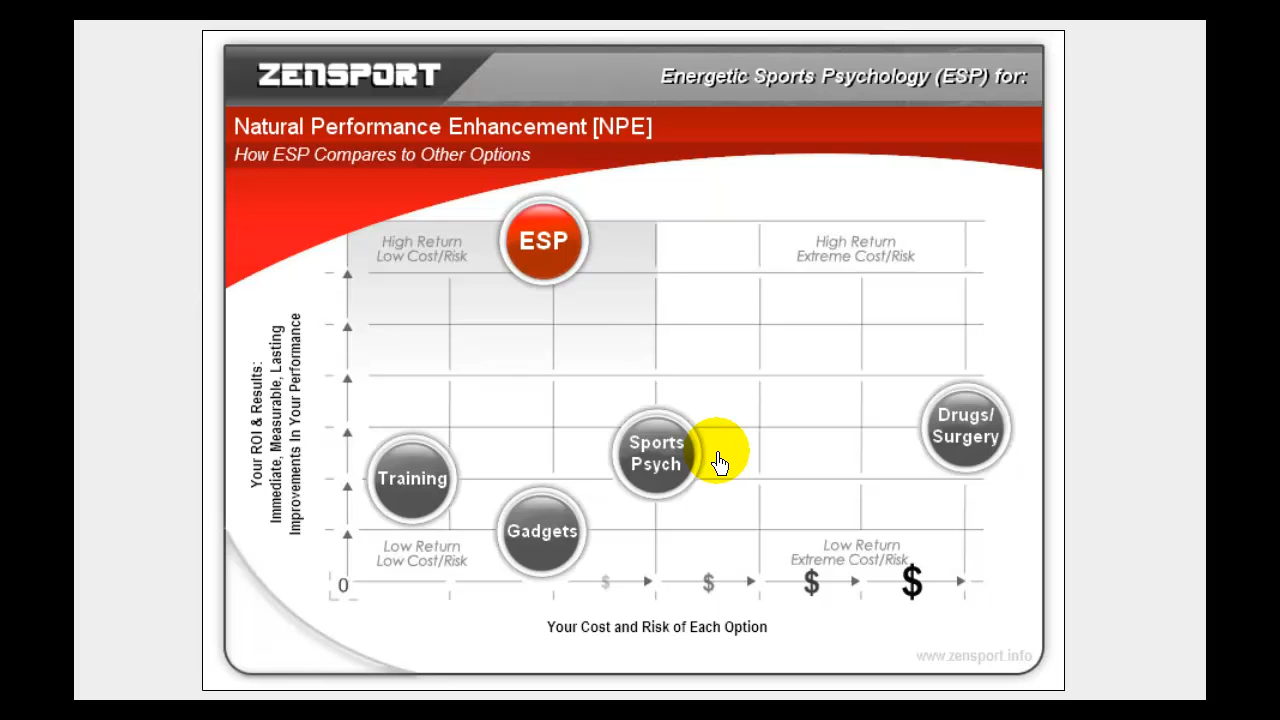 ZENSPORT
Energetic Sports Psychology (ESP) for:
Natural Performance Enhancement [NPE]
How ESP Compares to Other Options
High Return
Low Cost/Risk
ESP
High Return
Extreme Cost/Risk
Your ROI & Results:
Immediate, Measurable, Lasting
Improvements In Your Performance
Training
Gadgets
Sports
Psych
Drugs/
Surgery
Low Return
Low Cost/Risk
Low Return
Extreme Cost/Risk
0
$ $ $ $
Your Cost and Risk of Each Option
www.zensport.info